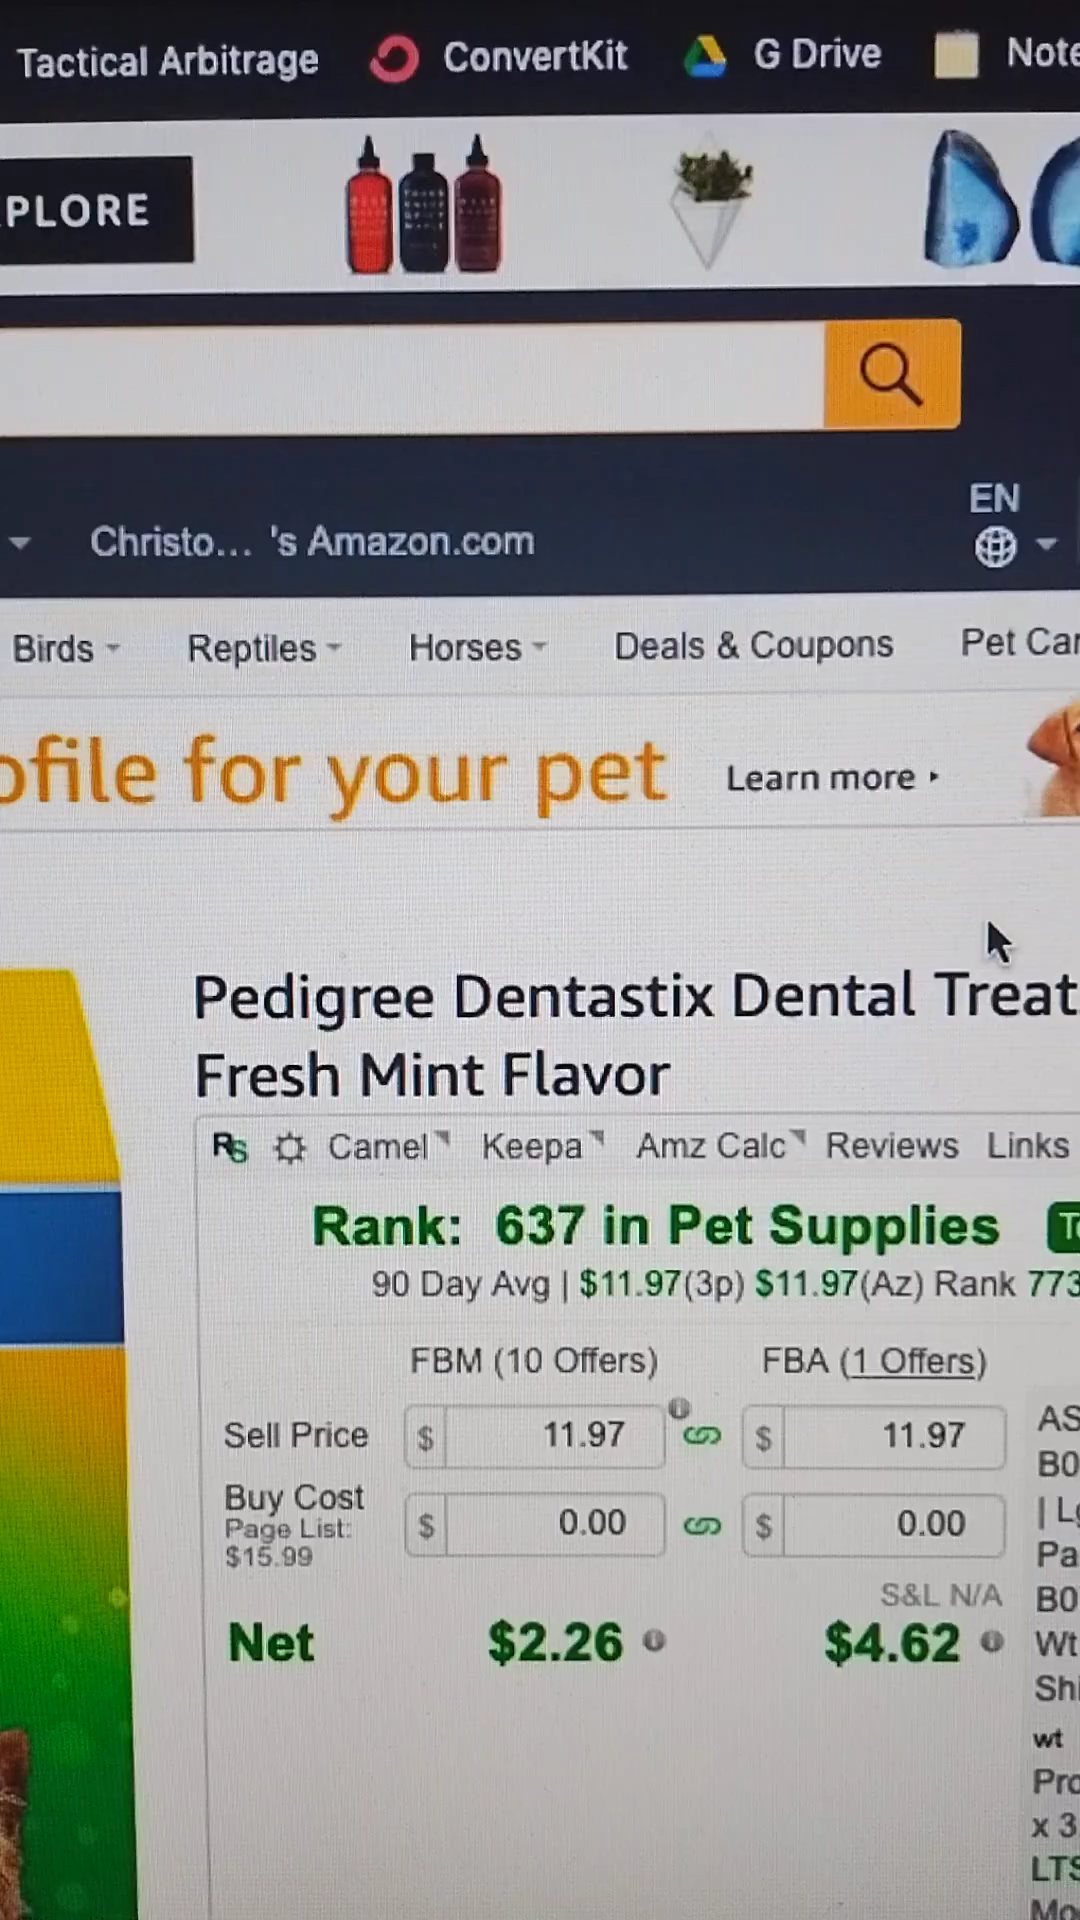 Tactical Arbitrage ConvertKit G Drive Note
PLORE
EN
Christo... 's Amazon.com
Birds Reptiles Horses Deals & Coupons Pet Car
ofile for your pet Learn more
Pedigree Dentastix Dental Treat
Fresh Mint Flavor
RS Camel Keepa Amz Calc Reviews Links
Rank: 637 in Pet Supplies
90 Day Avg | $11.97(3p) $11.97(Az) Rank 773
FBM (10 Offers) FBA (1 Offers)
Sell Price $ 11.97 $ 11.97
Buy Cost $ 0.00 $ 0.00
Page List:
$15.99
S&L N/A
Net $2.26 $4.62
AS
B0
| Lg
Pa
B0
Wt
Shi
wt
Pro
x 3
LTS
Mo